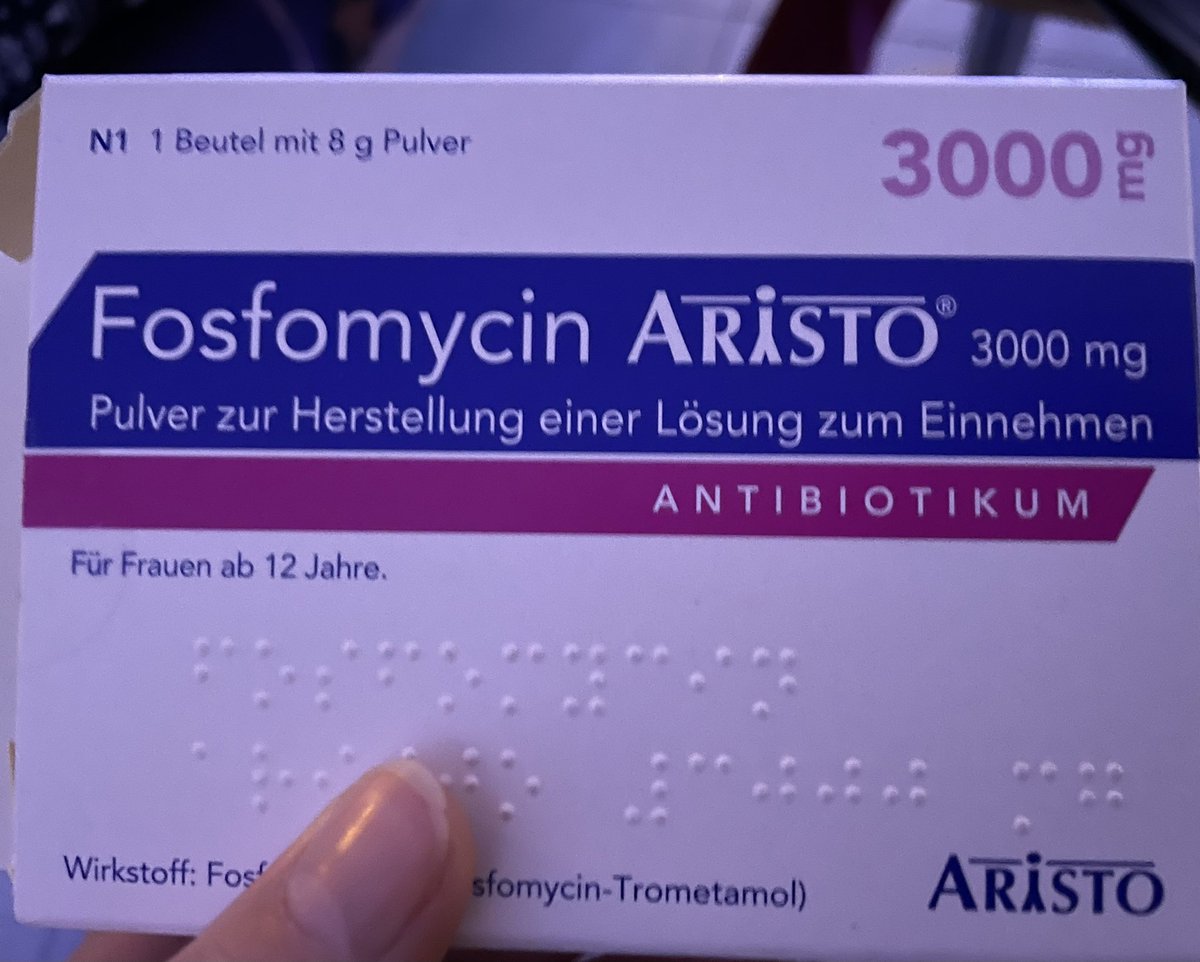 N1 1 Beutel mit 8 g Pulver
3000 mg
Fosfomycin ARISTO® 3000 mg
Pulver zur Herstellung einer Lösung zum Einnehmen
ANTIBIOTIKUM
Für Frauen ab 12 Jahre.
Wirkstoff: sfomycin-Trometamol)
ARISTO